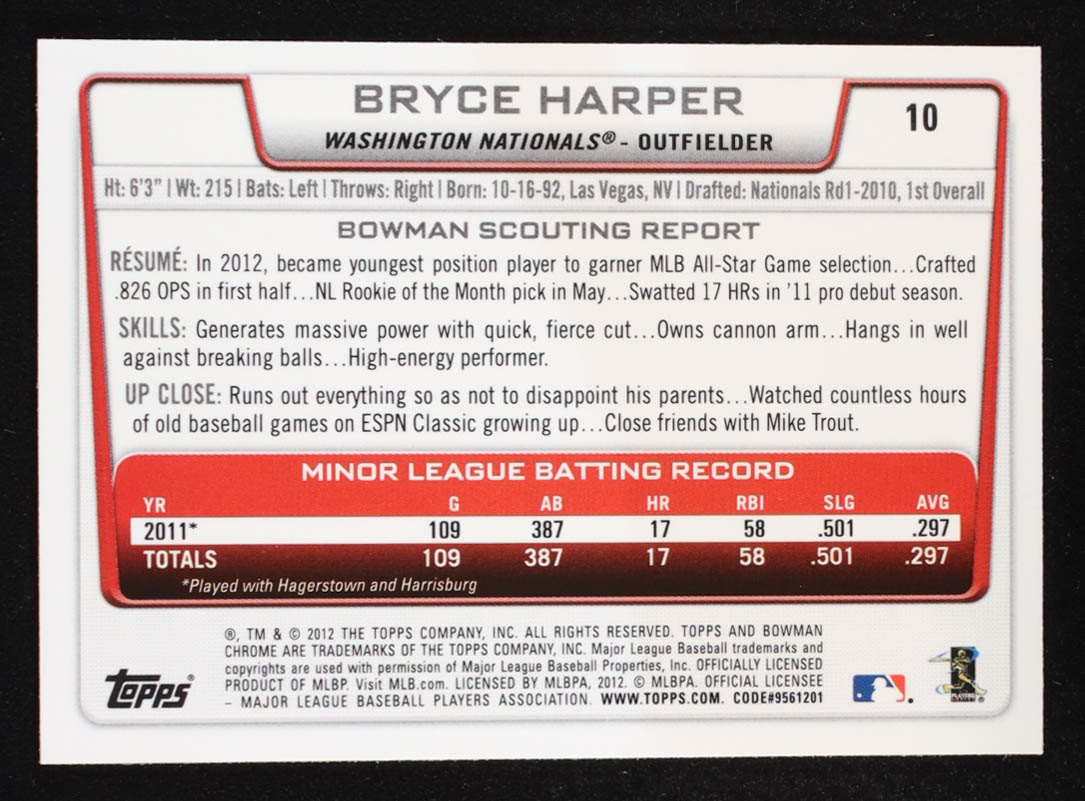 BRYCE HARPER
10
WASHINGTON NATIONALS® - OUTFIELDER
Ht: 6'3" | Wt: 215 | Bats: Left | Throws: Right | Born: 10-16-92, Las Vegas, NV | Drafted: Nationals Rd1-2010, 1st Overall
BOWMAN SCOUTING REPORT
RÉSUMÉ: In 2012, became youngest position player to garner MLB All-Star Game selection...Crafted
.826 OPS in first half...NL Rookie of the Month pick in May...Swatted 17 HRs in '11 pro debut season.
SKILLS: Generates massive power with quick, fierce cut...Owns cannon arm...Hangs in well
against breaking balls...High-energy performer.
UP CLOSE: Runs out everything so as not to disappoint his parents...Watched countless hours
of old baseball games on ESPN Classic growing up...Close friends with Mike Trout.
MINOR LEAGUE BATTING RECORD
YR G AB HR RBI SLG AVG
2011* 109 387 17 58 .501 .297
TOTALS 109 387 17 58 .501 .297
*Played with Hagerstown and Harrisburg
®, TM & © 2012 THE TOPPS COMPANY, INC. ALL RIGHTS RESERVED. TOPPS AND BOWMAN
CHROME ARE TRADEMARKS OF THE TOPPS COMPANY, INC. Major League Baseball trademarks and
copyrights are used with permission of Major League Baseball Properties, Inc. OFFICIALLY LICENSED
PRODUCT OF MLBP. Visit MLB.com. LICENSED BY MLBPA, 2012. © MLBPA. OFFICIAL LICENSEE
– MAJOR LEAGUE BASEBALL PLAYERS ASSOCIATION. WWW.TOPPS.COM. CODE#9561201
TOPPS®